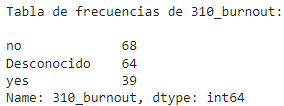 Tabla de frecuencias de 310_burnout:
no 68
Desconocido 64
yes 39
Name: 310_burnout, dtype: int64